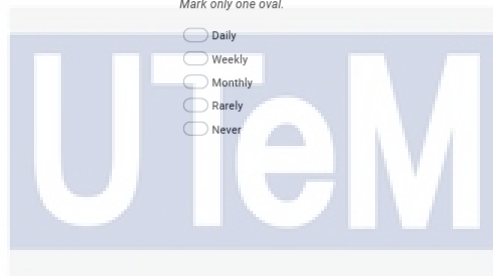 Mark only one oval.
Daily
Weekly
Monthly
Rarely
Never
UTeM